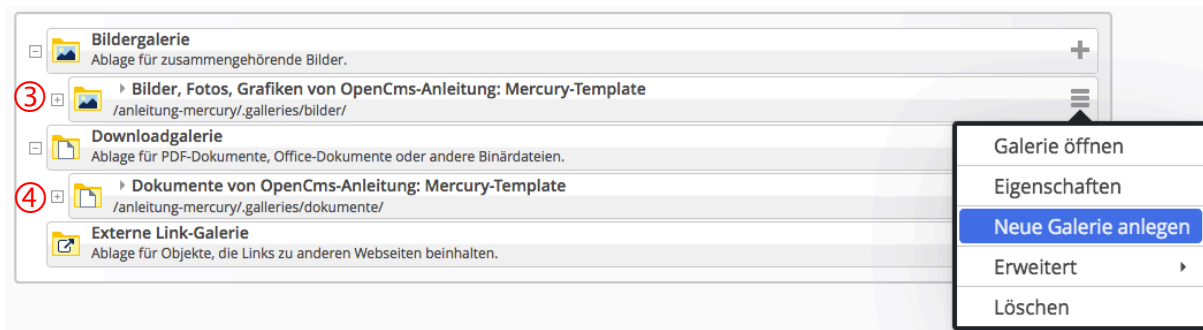 Bildergalerie
Ablage für zusammengehörende Bilder.
③
Bilder, Fotos, Grafiken von OpenCms-Anleitung: Mercury-Template
/anleitung-mercury/.galleries/bilder/
Downloadgalerie
Ablage für PDF-Dokumente, Office-Dokumente oder andere Binärdateien.
④
Dokumente von OpenCms-Anleitung: Mercury-Template
/anleitung-mercury/.galleries/dokumente/
Externe Link-Galerie
Ablage für Objekte, die Links zu anderen Webseiten beinhalten.
Galerie öffnen
Eigenschaften
Neue Galerie anlegen
Erweitert
Löschen